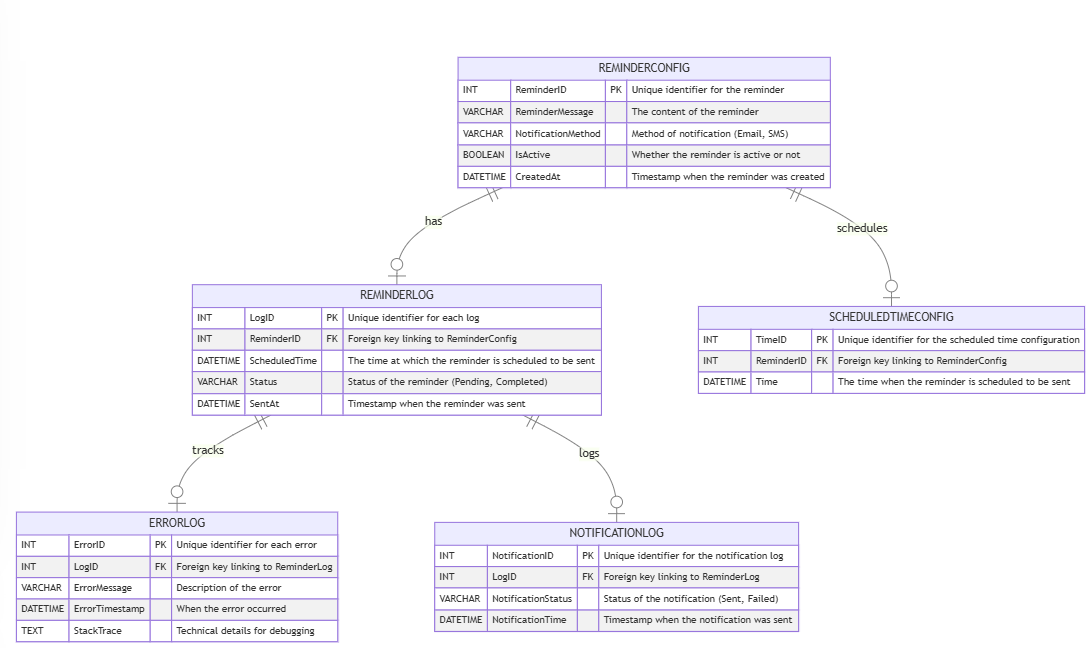 REMINDERCONFIG
INT ReminderID PK Unique identifier for the reminder
VARCHAR ReminderMessage The content of the reminder
VARCHAR NotificationMethod Method of notification (Email, SMS)
BOOLEAN IsActive Whether the reminder is active or not
DATETIME CreatedAt Timestamp when the reminder was created
has
schedules
REMINDERLOG
INT LogID PK Unique identifier for each log
INT ReminderID FK Foreign key linking to ReminderConfig
DATETIME ScheduledTime The time at which the reminder is scheduled to be sent
VARCHAR Status Status of the reminder (Pending, Completed)
DATETIME SentAt Timestamp when the reminder was sent
SCHEDULEDTIMECONFIG
INT TimeID PK Unique identifier for the scheduled time configuration
INT ReminderID FK Foreign key linking to ReminderConfig
DATETIME Time The time when the reminder is scheduled to be sent
tracks
logs
ERRORLOG
INT ErrorID PK Unique identifier for each error
INT LogID FK Foreign key linking to ReminderLog
VARCHAR ErrorMessage Description of the error
DATETIME ErrorTimestamp When the error occurred
TEXT StackTrace Technical details for debugging
NOTIFICATIONLOG
INT NotificationID PK Unique identifier for the notification log
INT LogID FK Foreign key linking to ReminderLog
VARCHAR NotificationStatus Status of the notification (Sent, Failed)
DATETIME NotificationTime Timestamp when the notification was sent